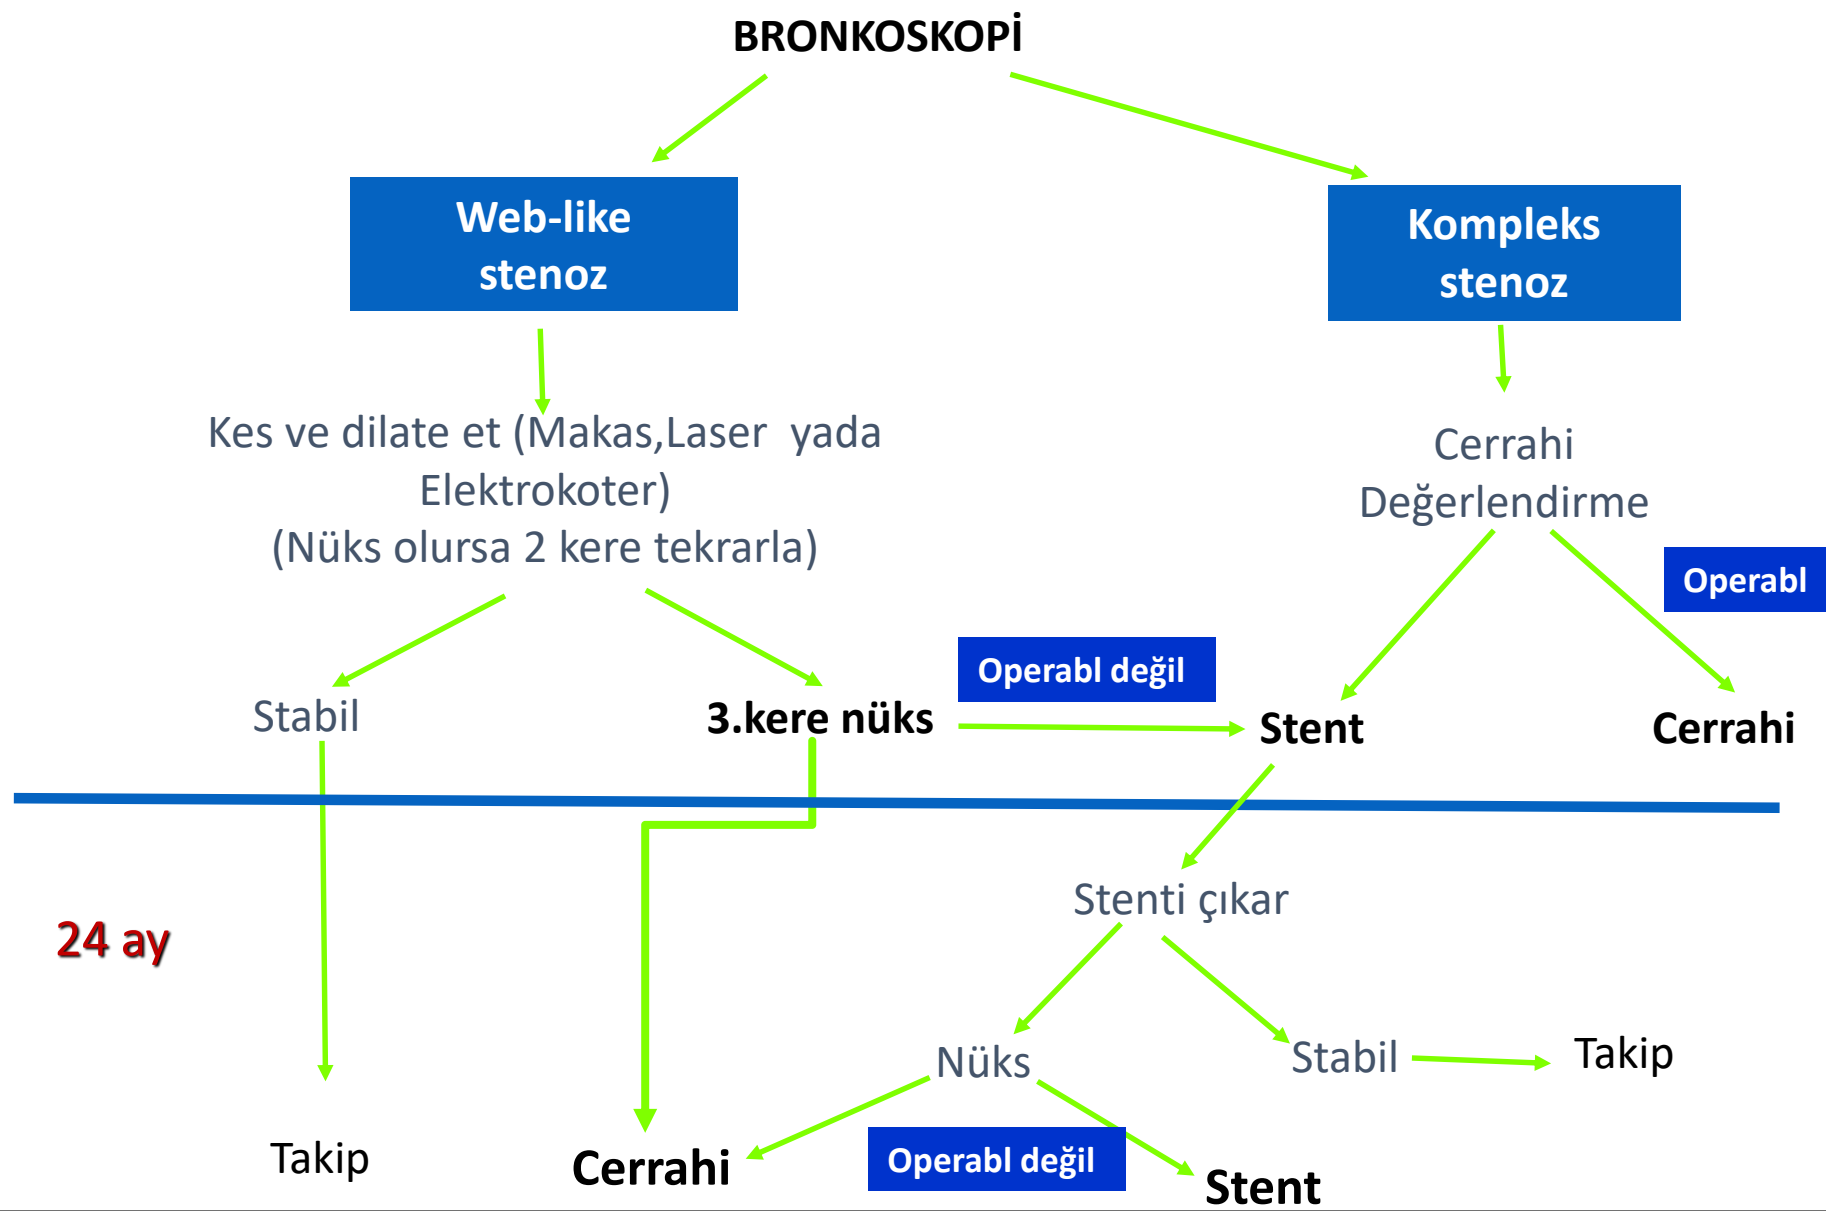 BRONKOSKOPİ
Web-like
stenoz
Kompleks
stenoz
Kes ve dilate et (Makas,Laser  yada
Elektrokoter)
(Nüks olursa 2 kere tekrarla)
Cerrahi
Değerlendirme
Operabl
Operabl değil
Stabil
3.kere nüks
Stent
Cerrahi
24 ay
Stenti çıkar
Nüks
Stabil
Takip
Takip
Cerrahi
Operabl değil
Stent